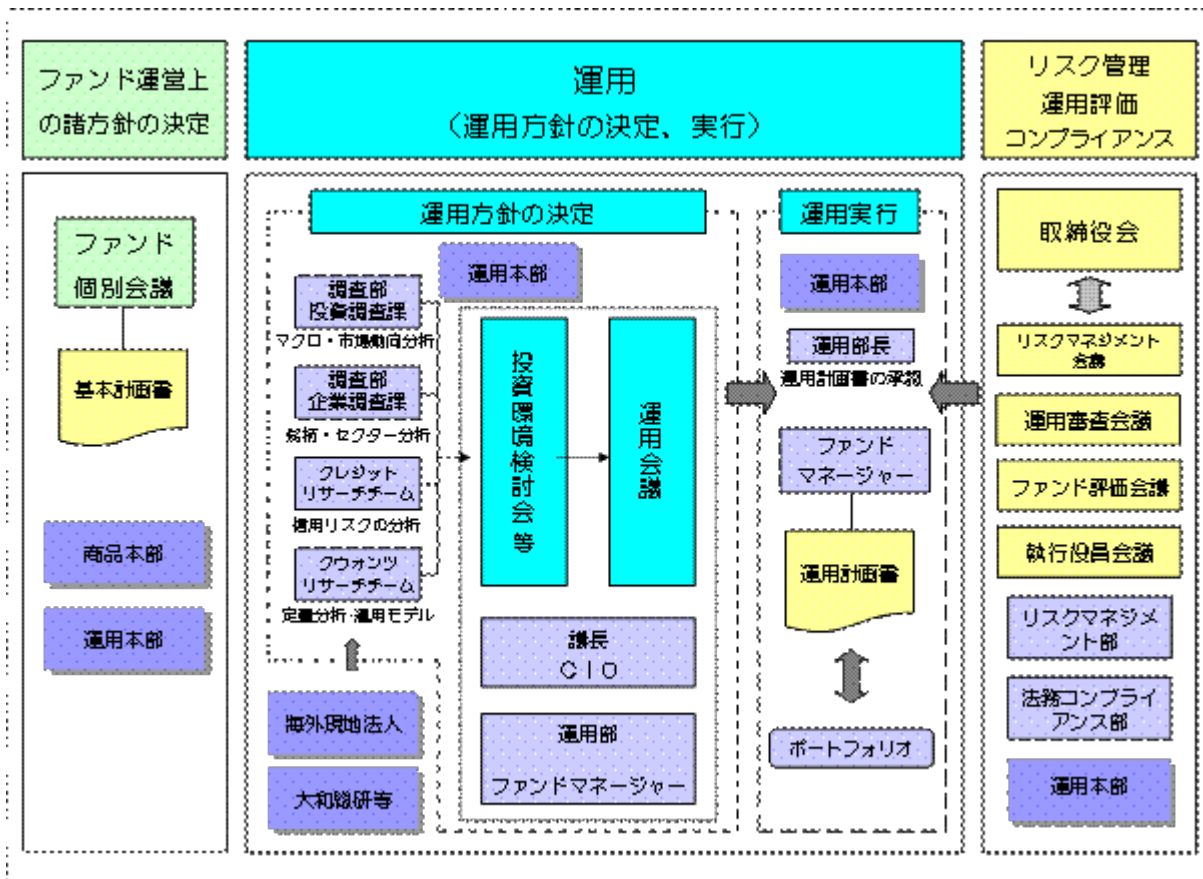 ファンド運営上
の諸方針の決定
運用
（運用方針の決定、実行）
リスク管理
運用評価
コンプライアンス
ファンド
個別会議
基本計画書
商品本部
運用本部
運用方針の決定
運用本部
調査部
投資調査課
マクロ・市場動向分析
調査部
企業調査課
銘柄・セクター分析
クレジット
リサーチチーム
信用リスクの分析
クウォンツ
リサーチチーム
定量分析・運用モデル
海外現地法人
大和総研等
投資環境検討会等
運用会議
議長
ＣＩＯ
運用部
ファンドマネージャー
運用実行
運用本部
運用部長
運用計画書の承認
ファンド
マネージャー
運用計画書
ポートフォリオ
取締役会
リスクマネジメント
会議
運用審査会議
ファンド評価会議
執行役員会議
リスクマネジメ
ント部
法務コンプライ
アンス部
運用本部